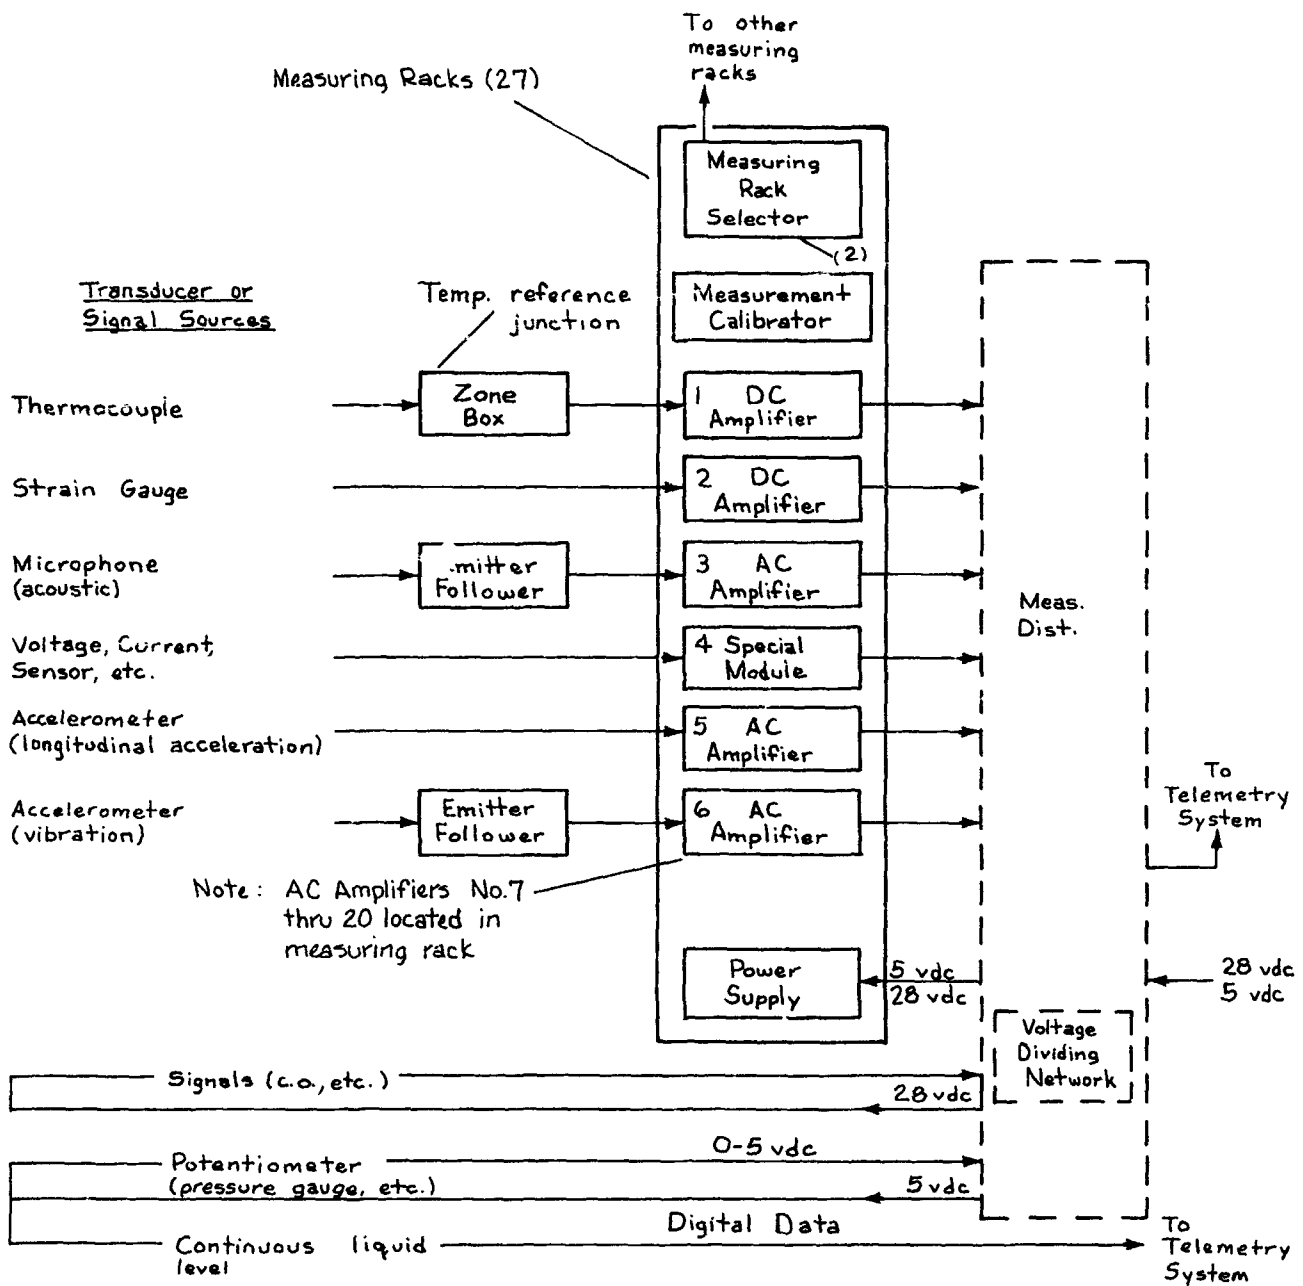 To other
measuring
racks
Measuring Racks (27)
Measuring
Rack
Selector
(2)
Transducer or
Signal Sources
Temp. reference
junction
Measurement
Calibrator
Thermocouple
Zone
Box
1 DC
Amplifier
Strain Gauge
2 DC
Amplifier
Microphone
(acoustic)
mitter
Follower
3 AC
Amplifier
Meas.
Dist.
Voltage, Current,
Sensor, etc.
4 Special
Module
Accelerometer
(longitudinal acceleration)
5 AC
Amplifier
To
Telemetry
System
Accelerometer
(vibration)
Emitter
Follower
6 AC
Amplifier
Note: AC Amplifiers No.7
thru 20 located in
measuring rack
Power
Supply
5 vdc
28 vdc
28 vdc
5 vdc
Voltage
Dividing
Network
Signals (c.o., etc.)
28 vdc
Potentiometer
(pressure gauge, etc.)
0-5 vdc
5 vdc
Digital Data
Continuous liquid
level
To
Telemetry
System